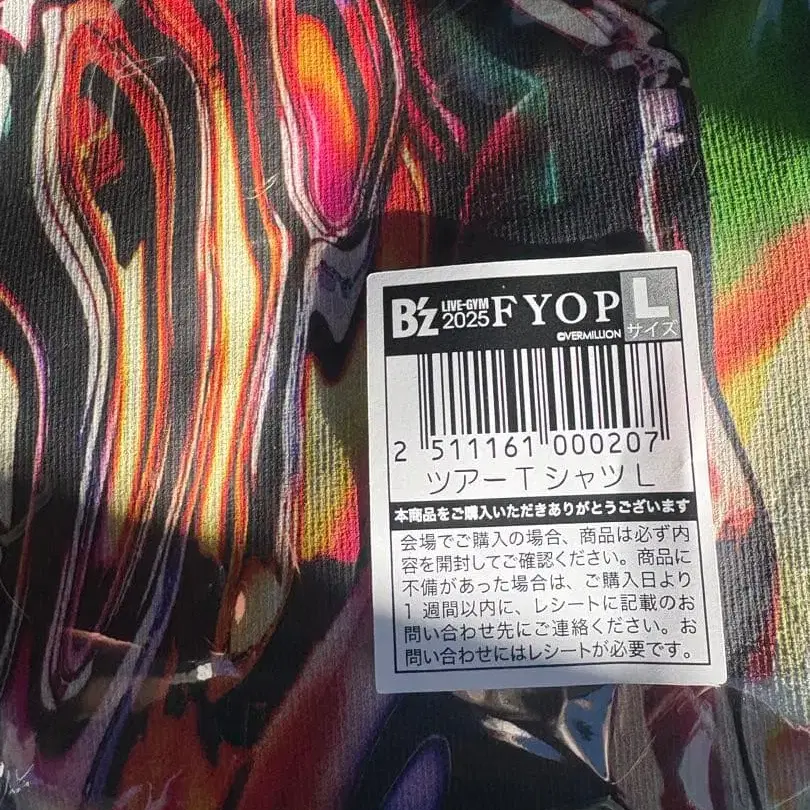 B'z LIVE-GYM 2025 FYOP L
©VERMILLION サイズ
2 511161 000207
ツアーTシャツ L
本商品をご購入いただきありがとうございます
会場でご購入の場合、商品は必ず内
容を開封してご確認ください。商品に
不備があった場合は、ご購入日より
1週間以内に、レシートに記載のお
問い合わせ先にご連絡ください。お
問い合わせにはレシートが必要です。